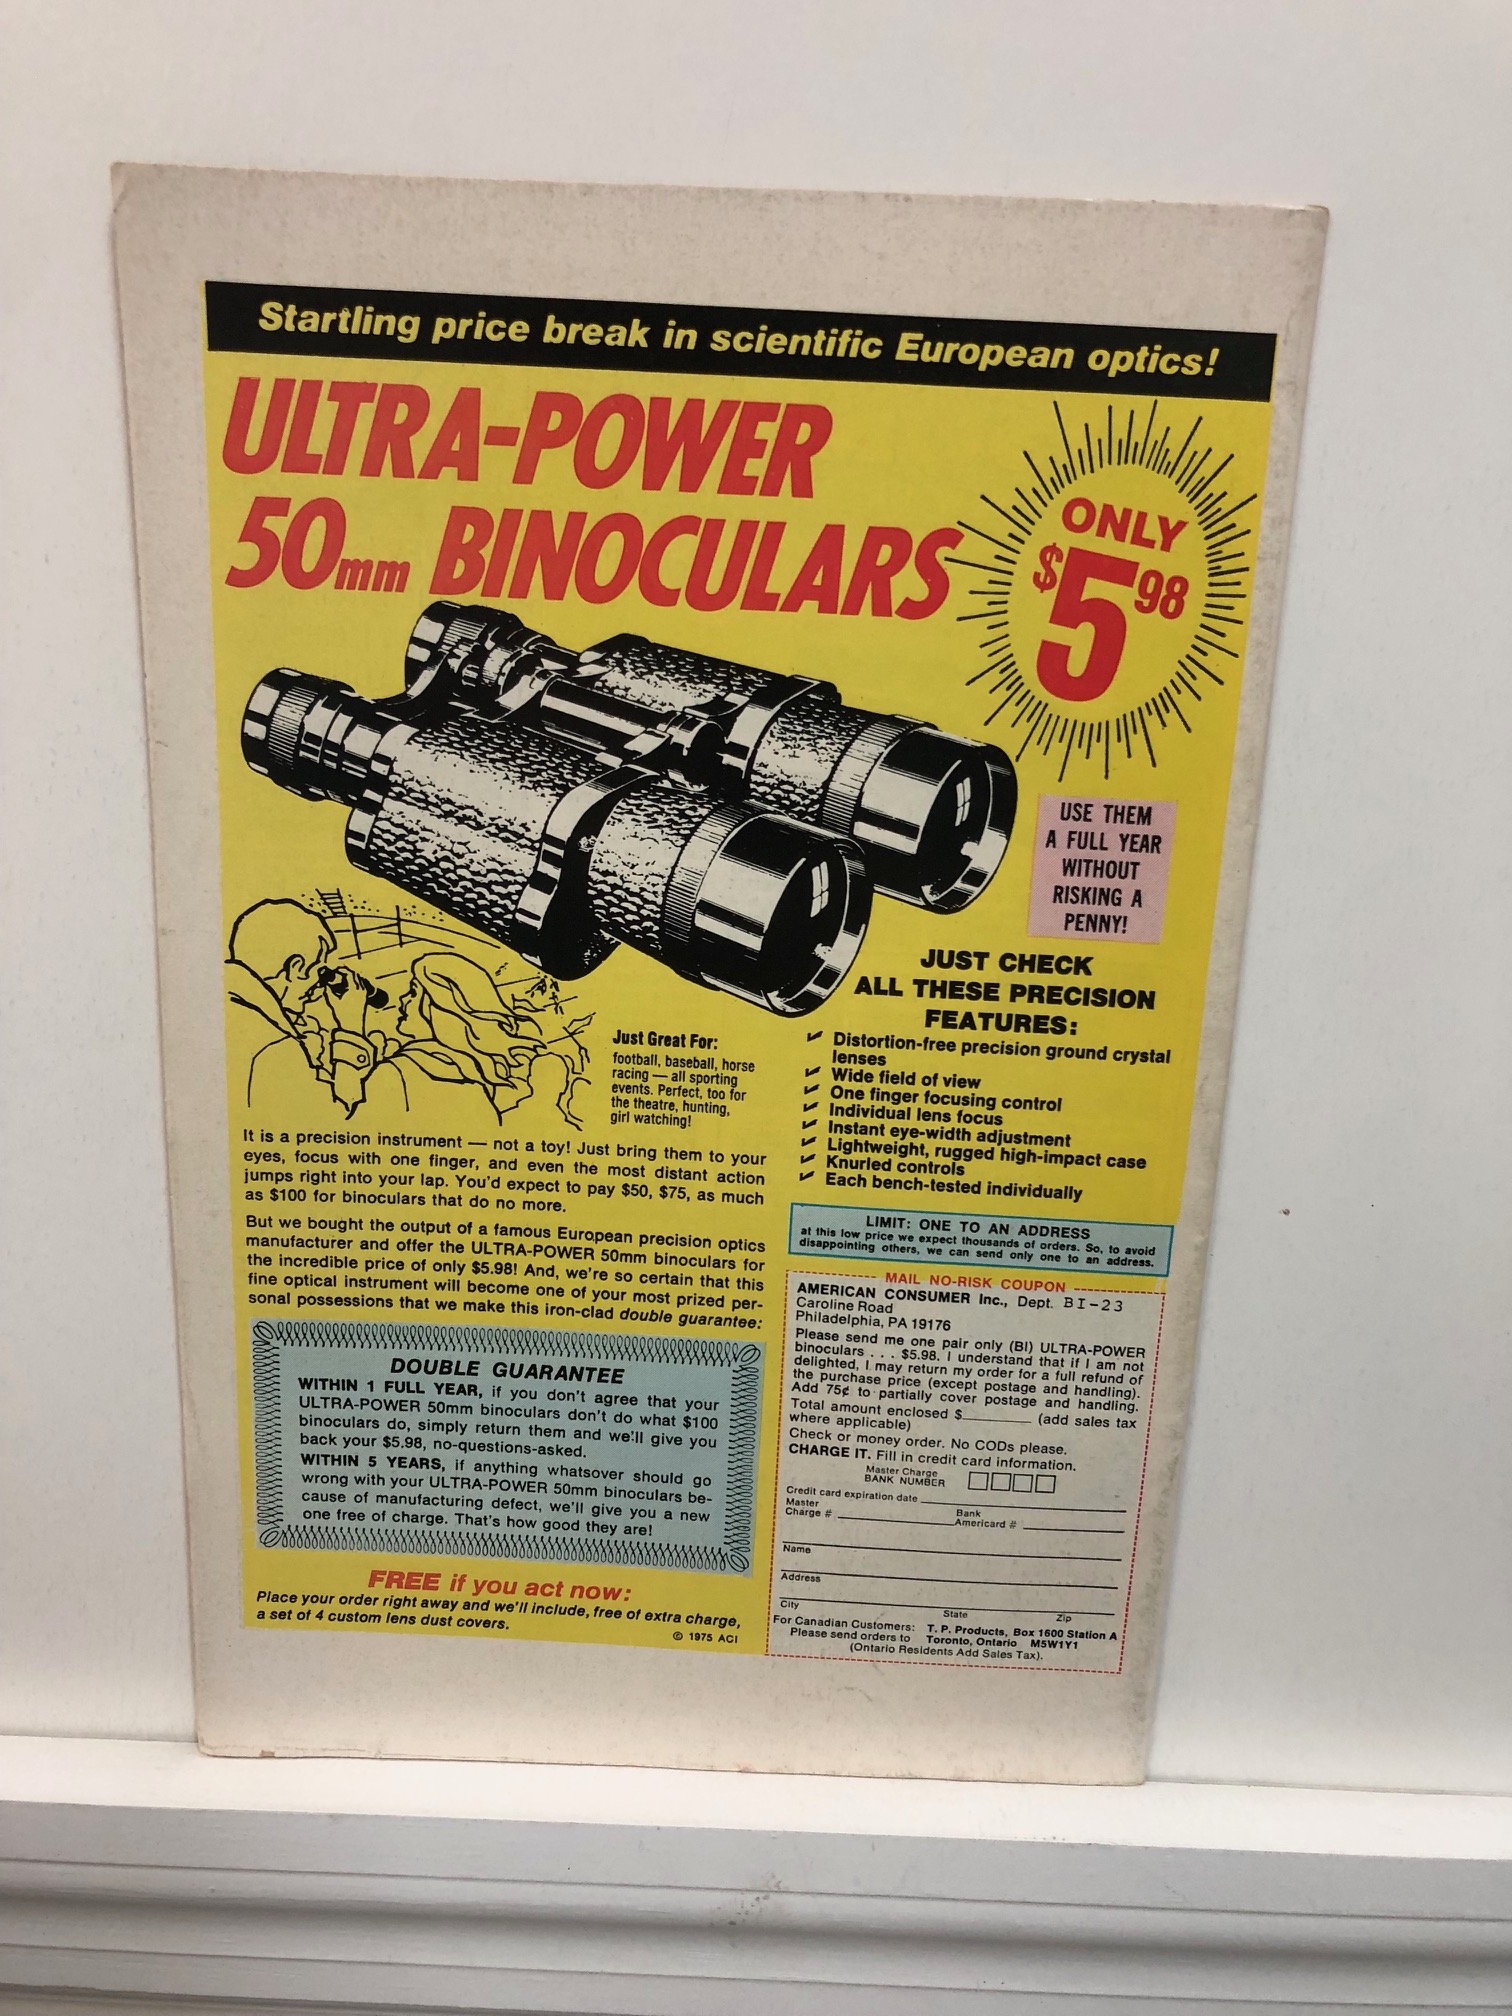 Startling price break in scientific European optics!
ULTRA-POWER
50mm BINOCULARS
ONLY
$5.98
USE THEM
A FULL YEAR
WITHOUT
RISKING A
PENNY!
JUST CHECK
ALL THESE PRECISION
FEATURES:
Distortion-free precision ground crystal
lenses
Wide field of view
One finger focusing control
Individual lens focus
Instant eye-width adjustment
Lightweight, rugged high-impact case
Knurled controls
Each bench-tested individually
Just Great For:
football, baseball, horse
racing — all sporting
events. Perfect, too for
the theatre, hunting,
girl watching!
It is a precision instrument — not a toy! Just bring them to your
eyes, focus with one finger, and even the most distant action
jumps right into your lap. You'd expect to pay $50, $75, as much
as $100 for binoculars that do no more.
But we bought the output of a famous European precision optics
manufacturer and offer the ULTRA-POWER 50mm binoculars for
the incredible price of only $5.98! And, we're so certain that this
fine optical instrument will become one of your most prized per-
sonal possessions that we make this iron-clad double guarantee:
DOUBLE GUARANTEE
WITHIN 1 FULL YEAR, if you don't agree that your
ULTRA-POWER 50mm binoculars don't do what $100
binoculars do, simply return them and we'll give you
back your $5.98, no-questions-asked.
WITHIN 5 YEARS, if anything whatsover should go
wrong with your ULTRA-POWER 50mm binoculars be-
cause of manufacturing defect, we'll give you a new
one free of charge. That's how good they are!
FREE if you act now:
Place your order right away and we'll include, free of extra charge,
a set of 4 custom lens dust covers.
© 1975 ACI
LIMIT: ONE TO AN ADDRESS
at this low price we expect thousands of orders. So, to avoid
disappointing others, we can send only one to an address.
MAIL NO-RISK COUPON
AMERICAN CONSUMER Inc., Dept. BI-23
Caroline Road
Philadelphia, PA 19176
Please send me one pair only (BI) ULTRA-POWER
binoculars . . . $5.98. I understand that if I am not
delighted, I may return my order for a full refund of
the purchase price (except postage and handling).
Add 75¢ to partially cover postage and handling.
Total amount enclosed $________ (add sales tax
where applicable)
Check or money order. No CODs please.
CHARGE IT. Fill in credit card information.
Master Charge
BANK NUMBER
Credit card expiration date
Master
Charge #
Bank
Americard #
Name
Address
City State Zip
For Canadian Customers: T. P. Products, Box 1600 Station A
Please send orders to Toronto, Ontario M5W1Y1
(Ontario Residents Add Sales Tax).